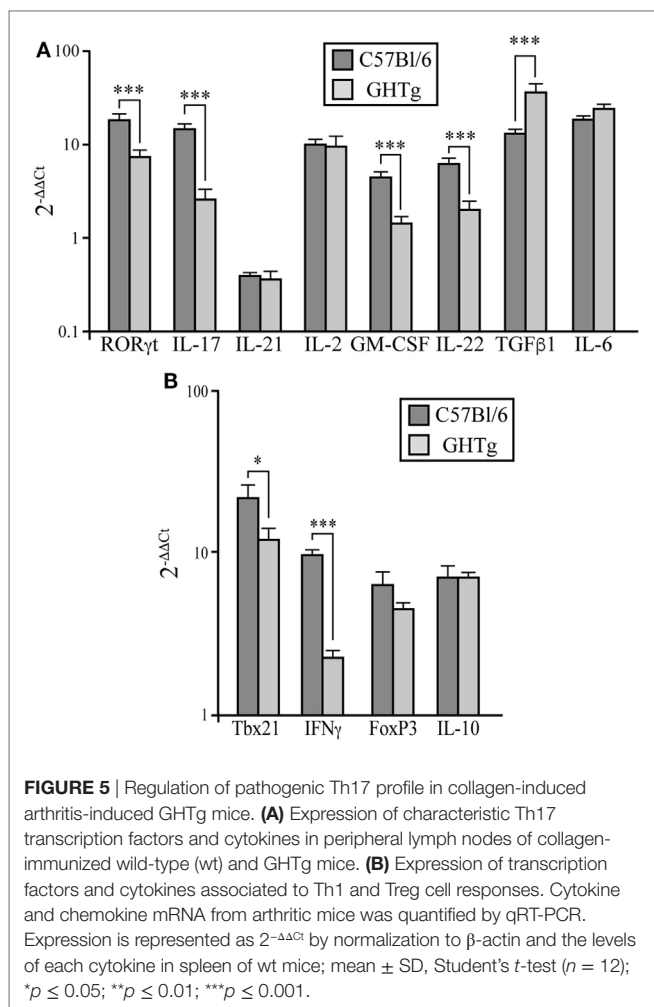 A
100
10
1
0.1
2^-ΔΔCt
C57Bl/6
GHTg
***
***
***
***
***
RORγt IL-17 IL-21 IL-2 GM-CSF IL-22 TGFβ1 IL-6
B
100
10
1
2^-ΔΔCt
C57Bl/6
GHTg
*
***
Tbx21 IFNγ FoxP3 IL-10
FIGURE 5 | Regulation of pathogenic Th17 profile in collagen-induced
arthritis-induced GHTg mice. (A) Expression of characteristic Th17
transcription factors and cytokines in peripheral lymph nodes of collagen-
immunized wild-type (wt) and GHTg mice. (B) Expression of transcription
factors and cytokines associated to Th1 and Treg cell responses. Cytokine
and chemokine mRNA from arthritic mice was quantified by qRT-PCR.
Expression is represented as 2^−ΔΔCt by normalization to β-actin and the levels
of each cytokine in spleen of wt mice; mean ± SD, Student's t-test (n = 12);
*p ≤ 0.05; **p ≤ 0.01; ***p ≤ 0.001.